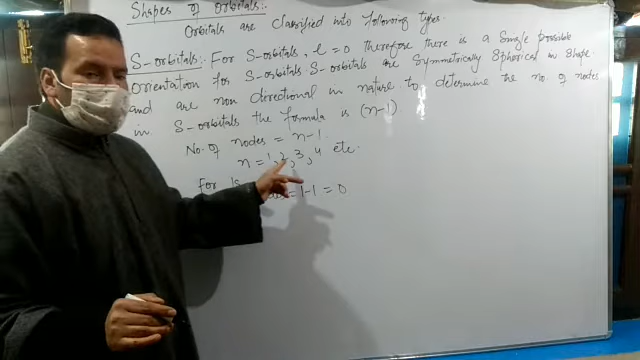 Shapes of Orbitals:-
Orbitals are classified into following types.
S-orbitals: For S-orbitals, l=0 therefore there is a single possible
orientation for S-orbitals S-orbitals are symmetrically spherical in shape.
and are non directional in nature to determine the no. of nodes
in S-orbitals the formula is (n-1)
No. of nodes = n-1.
n = 1, 2, 3, 4 etc
For 1s
= 1-1 = 0